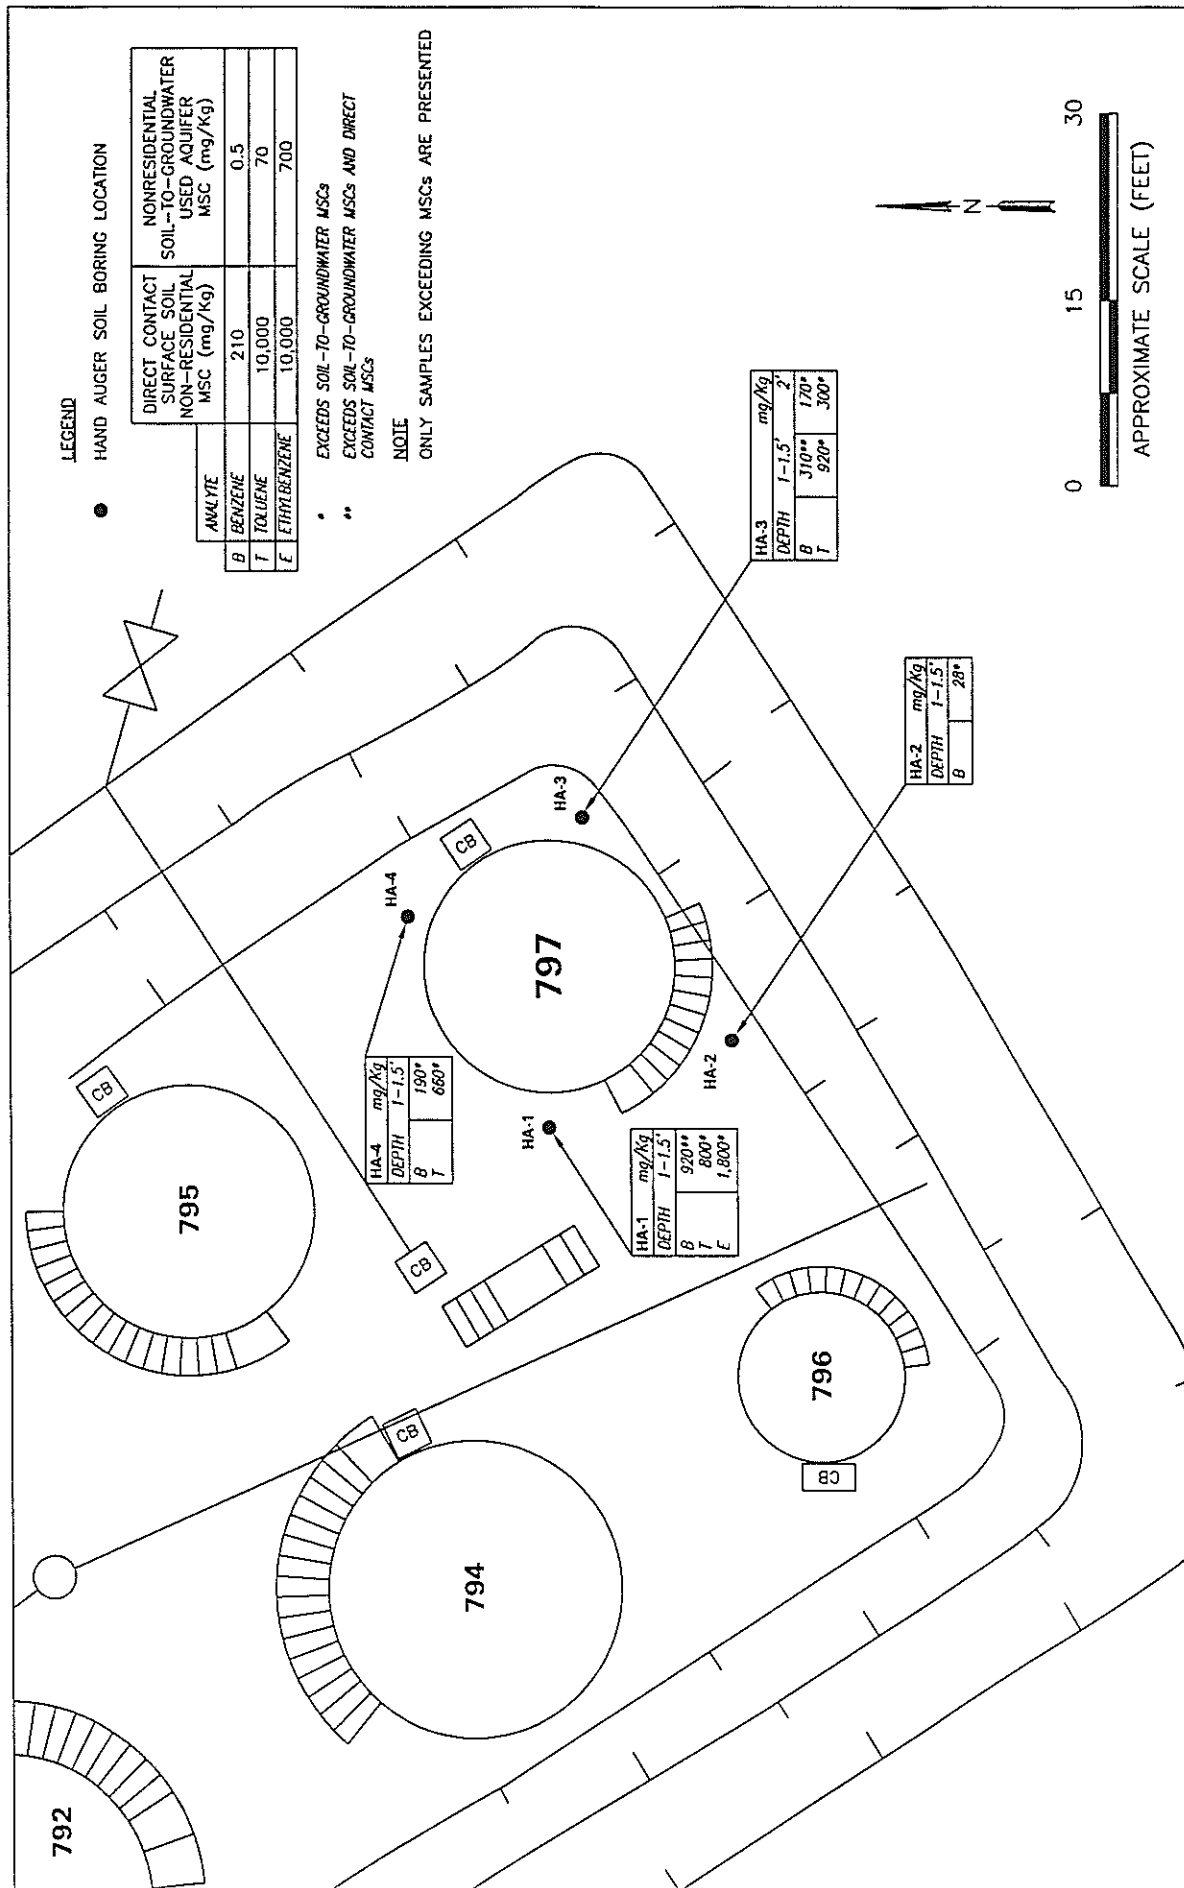 LEGEND
● HAND AUGER SOIL BORING LOCATION
ANALYTE
DIRECT CONTACT
SURFACE SOIL
NON-RESIDENTIAL
MSC (mg/Kg)
NONRESIDENTIAL
SOIL-TO-GROUNDWATER
USED AQUIFER
MSC (mg/Kg)
B BENZENE 210 0.5
T TOLUENE 10,000 70
E ETHYLBENZENE 10,000 700
* EXCEEDS SOIL-TO-GROUNDWATER MSCs
** EXCEEDS SOIL-TO-GROUNDWATER MSCs AND DIRECT
CONTACT MSCs
NOTE
ONLY SAMPLES EXCEEDING MSCs ARE PRESENTED
792
795
CB
794
CB
CB
HA-4 mg/Kg
DEPTH 1-1.5'
B 190*
T 660*
HA-4
CB
797
HA-1
HA-3
HA-2
HA-1 mg/Kg
DEPTH 1-1.5'
B 920**
T 800*
E 1,800*
HA-3 mg/Kg
DEPTH 1-1.5' 2'
B 310** 170*
T 920* 300*
796
CB
HA-2 mg/Kg
DEPTH 1-1.5'
B 28*
N
0 15 30
APPROXIMATE SCALE (FEET)